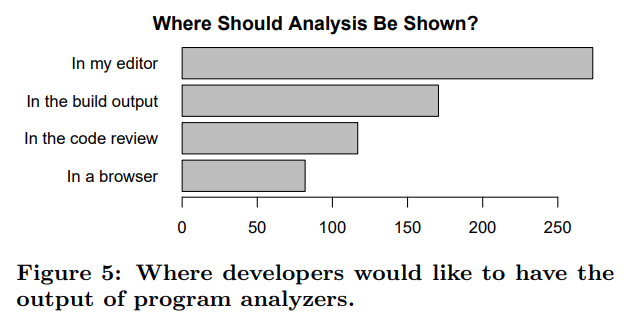 Where Should Analysis Be Shown?
In my editor
In the build output
In the code review
In a browser
0 50 100 150 200 250
Figure 5: Where developers would like to have the
output of program analyzers.